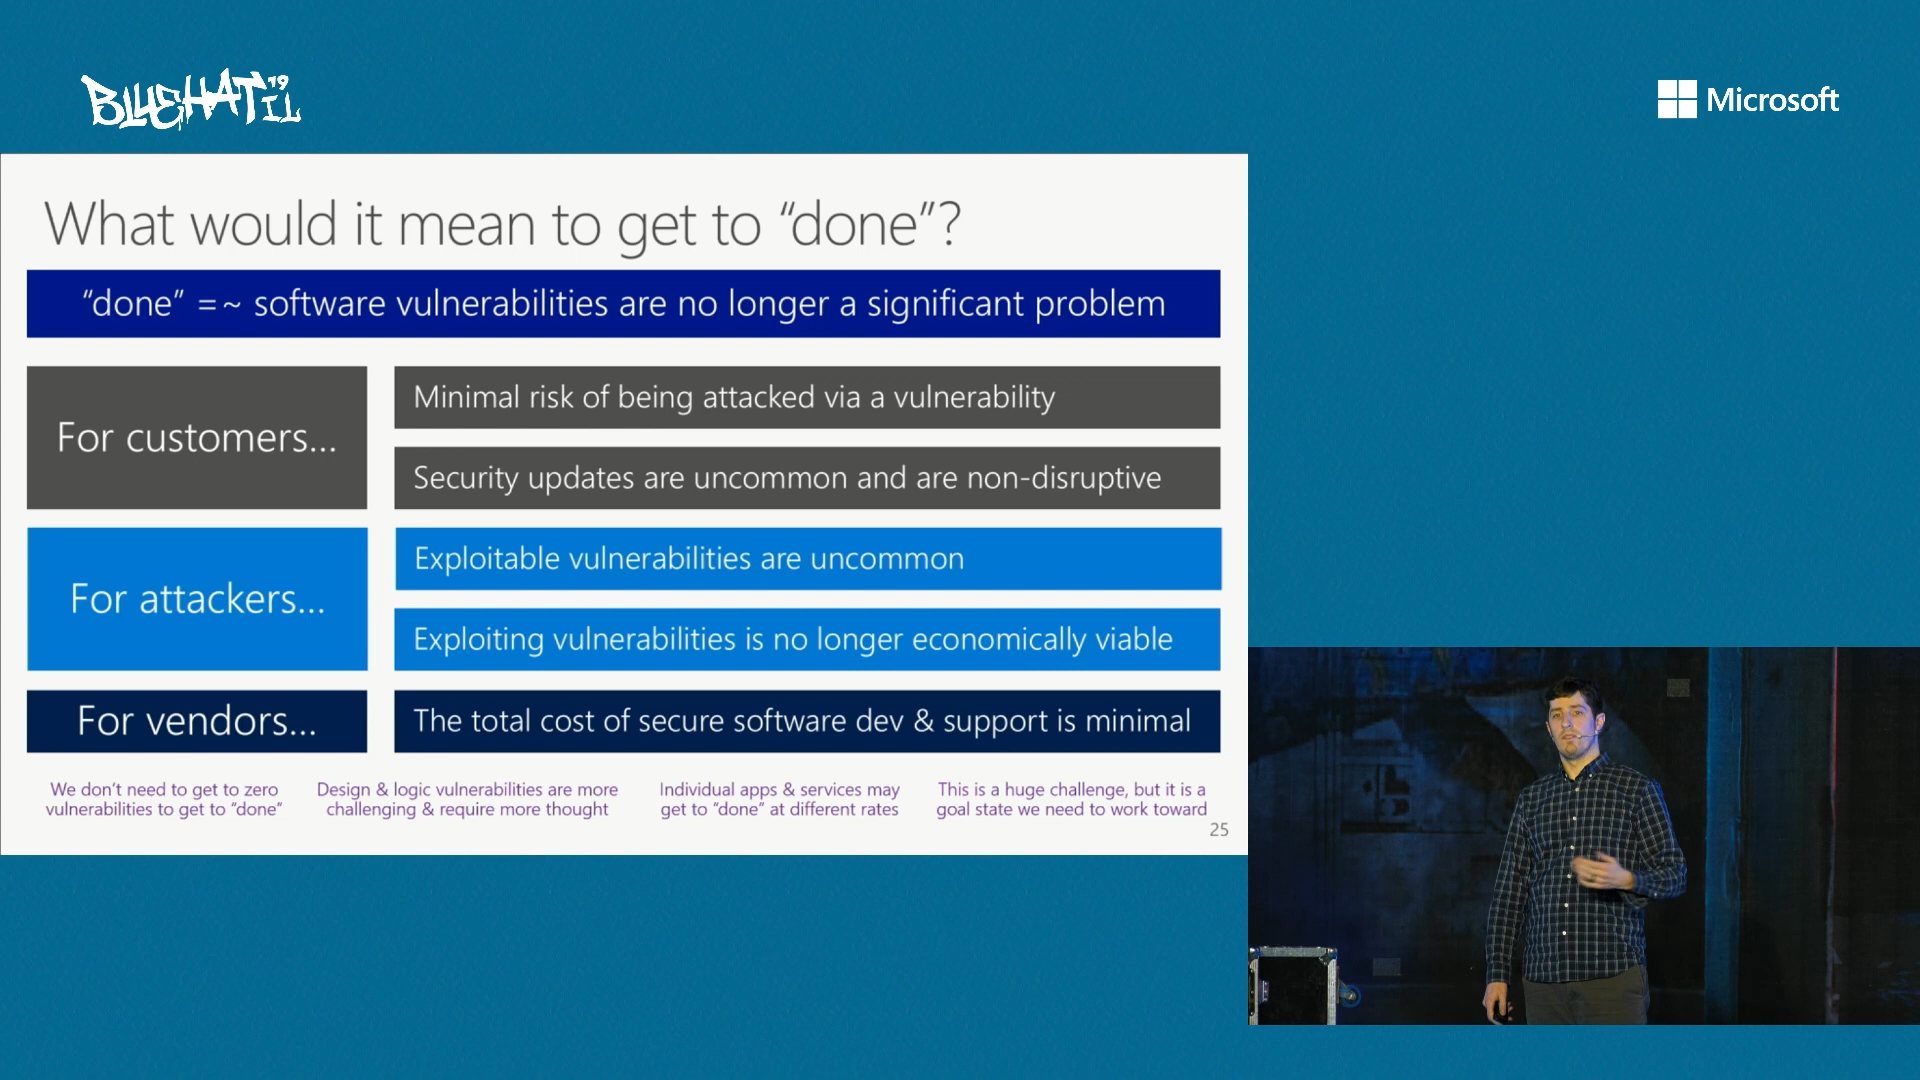 BLUEHAT IL 19
Microsoft
What would it mean to get to “done”?
“done” =~ software vulnerabilities are no longer a significant problem
For customers...
Minimal risk of being attacked via a vulnerability
Security updates are uncommon and are non-disruptive
For attackers...
Exploitable vulnerabilities are uncommon
Exploiting vulnerabilities is no longer economically viable
For vendors...
The total cost of secure software dev & support is minimal
We don’t need to get to zero
vulnerabilities to get to “done”
Design & logic vulnerabilities are more
challenging & require more thought
Individual apps & services may
get to “done” at different rates
This is a huge challenge, but it is a
goal state we need to work toward
25